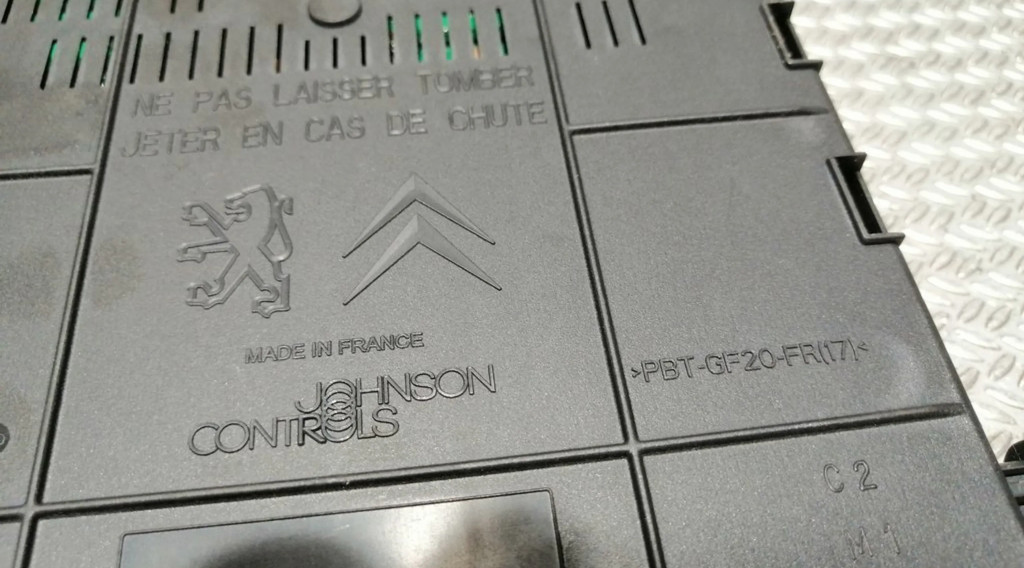 NE PAS LAISSER TOMBER
JETER EN CAS DE CHUTE
MADE IN FRANCE
JOHNSON
CONTROLS
>PBT-GF20-FR(17)<
C 2
M 1